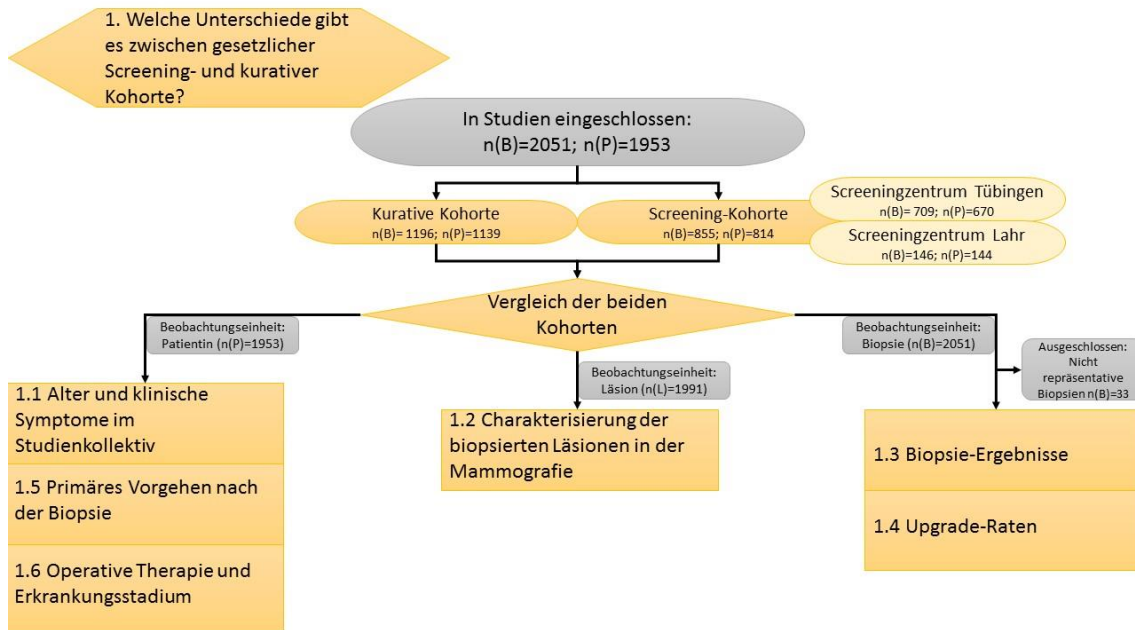 1. Welche Unterschiede gibt
es zwischen gesetzlicher
Screening- und kurativer
Kohorte?
In Studien eingeschlossen:
n(B)=2051; n(P)=1953
Kurative Kohorte
n(B)= 1196; n(P)=1139
Screening-Kohorte
n(B)=855; n(P)=814
Screeningzentrum Tübingen
n(B)= 709; n(P)=670
Screeningzentrum Lahr
n(B)=146; n(P)=144
Vergleich der beiden
Kohorten
Beobachtungseinheit:
Patientin (n(P)=1953)
Beobachtungseinheit:
Läsion (n(L)=1991)
Beobachtungseinheit:
Biopsie (n(B)=2051)
Ausgeschlossen:
Nicht
repräsentative
Biopsien n(B)=33
1.1 Alter und klinische
Symptome im
Studienkollektiv
1.5 Primäres Vorgehen nach
der Biopsie
1.6 Operative Therapie und
Erkrankungsstadium
1.2 Charakterisierung der
biopsierten Läsionen in der
Mammografie
1.3 Biopsie-Ergebnisse
1.4 Upgrade-Raten